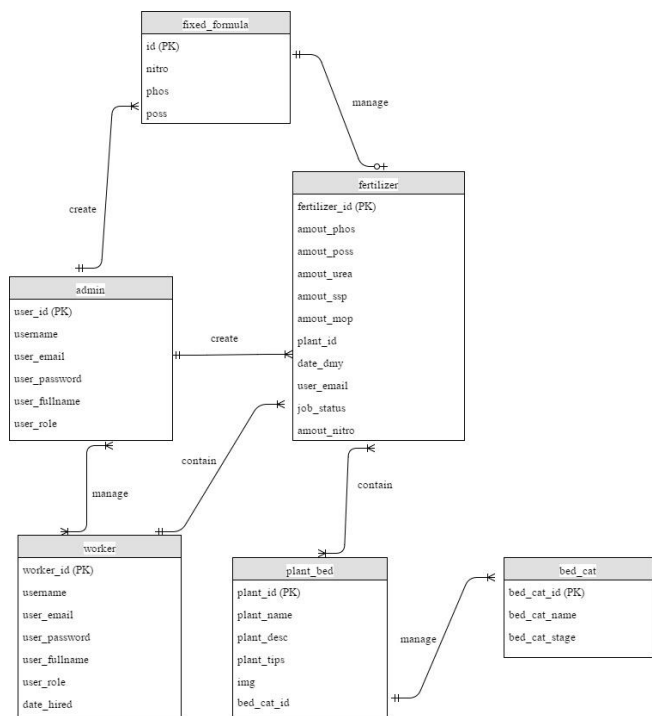 fixed_formula
id (PK)
nitro
phos
poss
manage
create
fertilizer
fertilizer_id (PK)
amout_phos
amout_poss
amout_urea
amout_ssp
amout_mop
plant_id
date_dmy
user_email
job_status
amout_nitro
admin
user_id (PK)
username
user_email
user_password
user_fullname
user_role
create
contain
manage
contain
worker
worker_id (PK)
username
user_email
user_password
user_fullname
user_role
date_hired
plant_bed
plant_id (PK)
plant_name
plant_desc
plant_tips
img
bed_cat_id
manage
bed_cat
bed_cat_id (PK)
bed_cat_name
bed_cat_stage